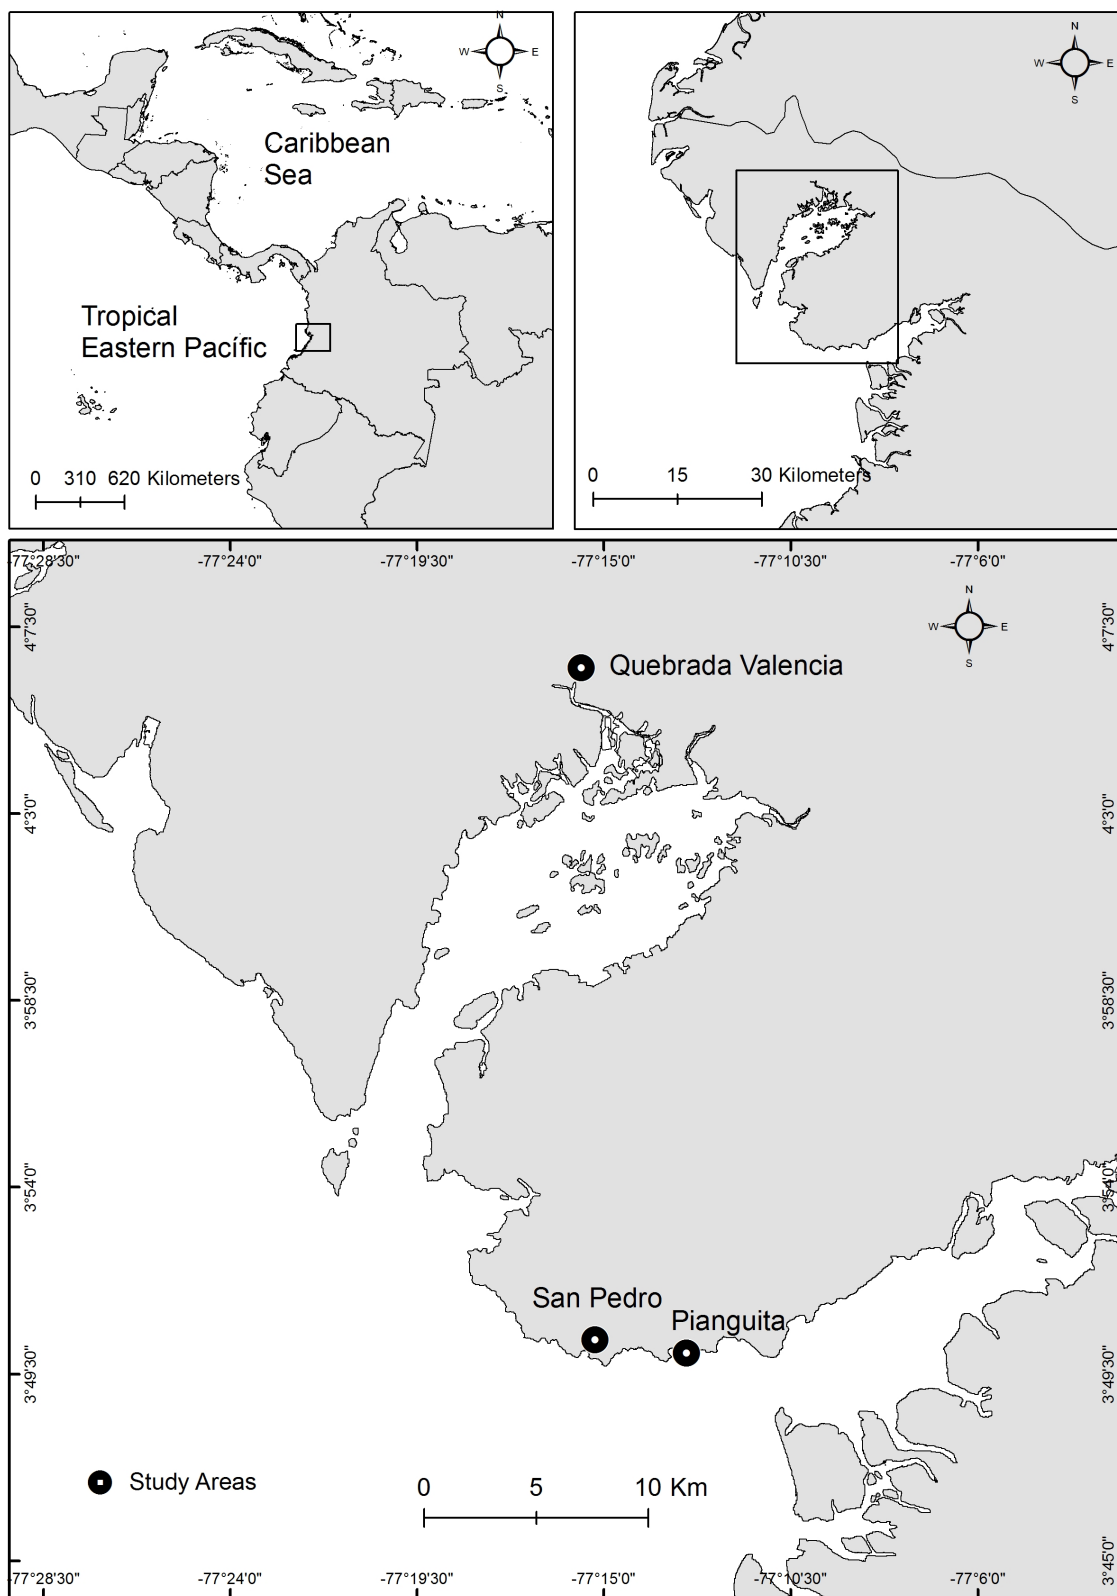 N
W E
S
Caribbean
Sea
Tropical
Eastern Pacífic
0 310 620 Kilometers
N
W E
S
0 15 30 Kilometers
-77°28'30" -77°24'0" -77°19'30" -77°15'0" -77°10'30" -77°6'0"
N
W E
S
4°7'30" 4°7'30"
Quebrada Valencia
4°3'0" 4°3'0"
3°58'30" 3°58'30"
3°54'0" 3°54'0"
San Pedro
Pianguita
3°49'30" 3°49'30"
Study Areas
0 5 10 Km
3°45'0"
-77°28'30" -77°24'0" -77°19'30" -77°15'0" -77°10'30" -77°6'0"